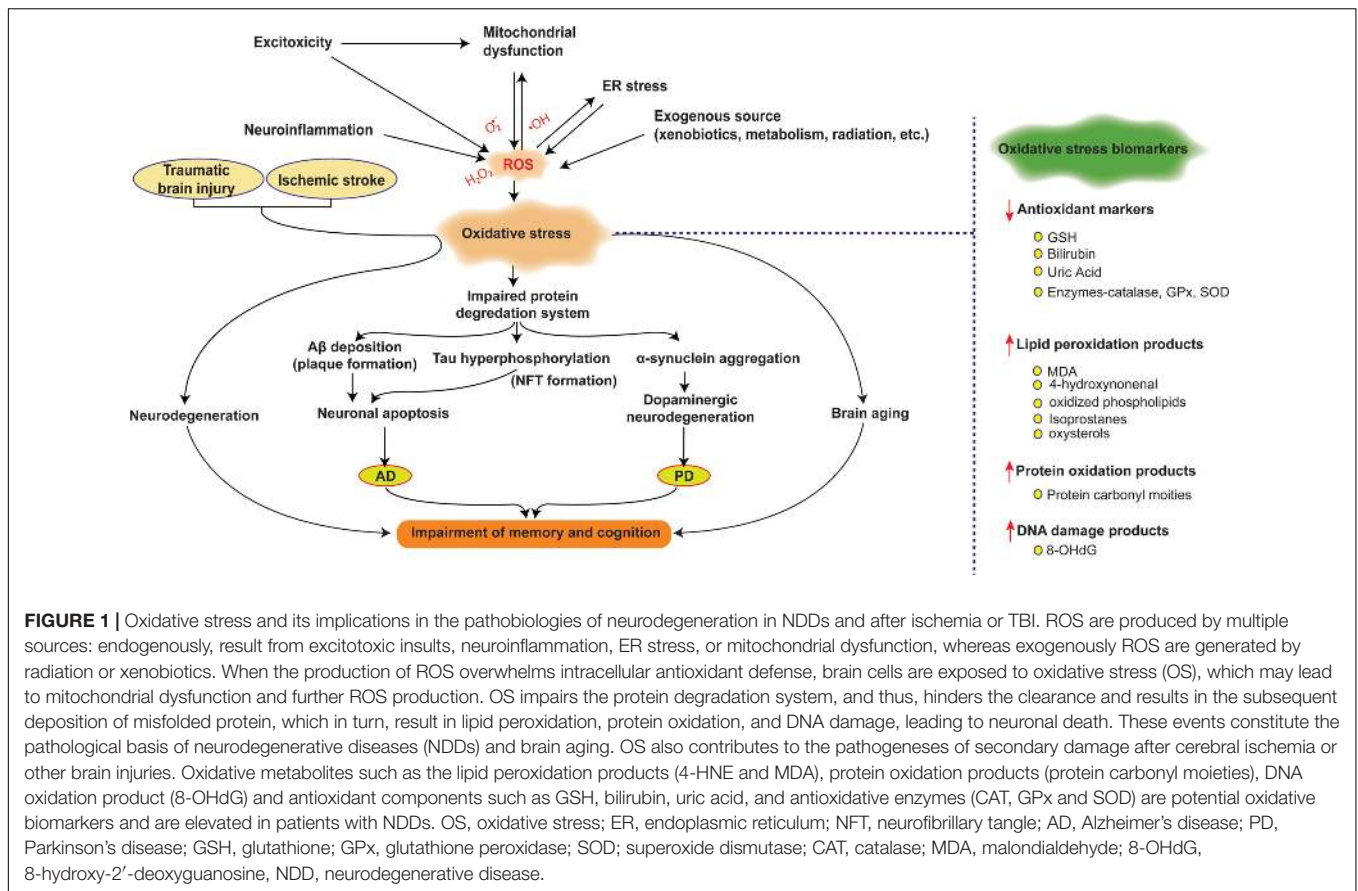 Excitoxicity
Mitochondrial
dysfunction
ER stress
Neuroinflammation
O₂•⁻
•OH
Exogenous source
(xenobiotics, metabolism, radiation, etc.)
ROS
H₂O₂
Traumatic
brain injury
Ischemic stroke
Oxidative stress
Impaired protein
degredation system
Aβ deposition
(plaque formation)
Tau hyperphosphorylation
(NFT formation)
α-synuclein aggregation
Neurodegeneration
Neuronal apoptosis
Dopaminergic
neurodegeneration
Brain aging
AD
PD
Impairment of memory and cognition
Oxidative stress biomarkers
Antioxidant markers
GSH
Bilirubin
Uric Acid
Enzymes-catalase, GPx, SOD
Lipid peroxidation products
MDA
4-hydroxynonenal
oxidized phospholipids
Isoprostanes
oxysterols
Protein oxidation products
Protein carbonyl moities
DNA damage products
8-OHdG
FIGURE 1 | Oxidative stress and its implications in the pathobiologies of neurodegeneration in NDDs and after ischemia or TBI. ROS are produced by multiple
sources: endogenously, result from excitotoxic insults, neuroinflammation, ER stress, or mitochondrial dysfunction, whereas exogenously ROS are generated by
radiation or xenobiotics. When the production of ROS overwhelms intracellular antioxidant defense, brain cells are exposed to oxidative stress (OS), which may lead
to mitochondrial dysfunction and further ROS production. OS impairs the protein degradation system, and thus, hinders the clearance and results in the subsequent
deposition of misfolded protein, which in turn, result in lipid peroxidation, protein oxidation, and DNA damage, leading to neuronal death. These events constitute the
pathological basis of neurodegenerative diseases (NDDs) and brain aging. OS also contributes to the pathogeneses of secondary damage after cerebral ischemia or
other brain injuries. Oxidative metabolites such as the lipid peroxidation products (4-HNE and MDA), protein oxidation products (protein carbonyl moieties), DNA
oxidation product (8-OHdG) and antioxidant components such as GSH, bilirubin, uric acid, and antioxidative enzymes (CAT, GPx and SOD) are potential oxidative
biomarkers and are elevated in patients with NDDs. OS, oxidative stress; ER, endoplasmic reticulum; NFT, neurofibrillary tangle; AD, Alzheimer's disease; PD,
Parkinson's disease; GSH, glutathione; GPx, glutathione peroxidase; SOD; superoxide dismutase; CAT, catalase; MDA, malondialdehyde; 8-OHdG,
8-hydroxy-2′-deoxyguanosine, NDD, neurodegenerative disease.